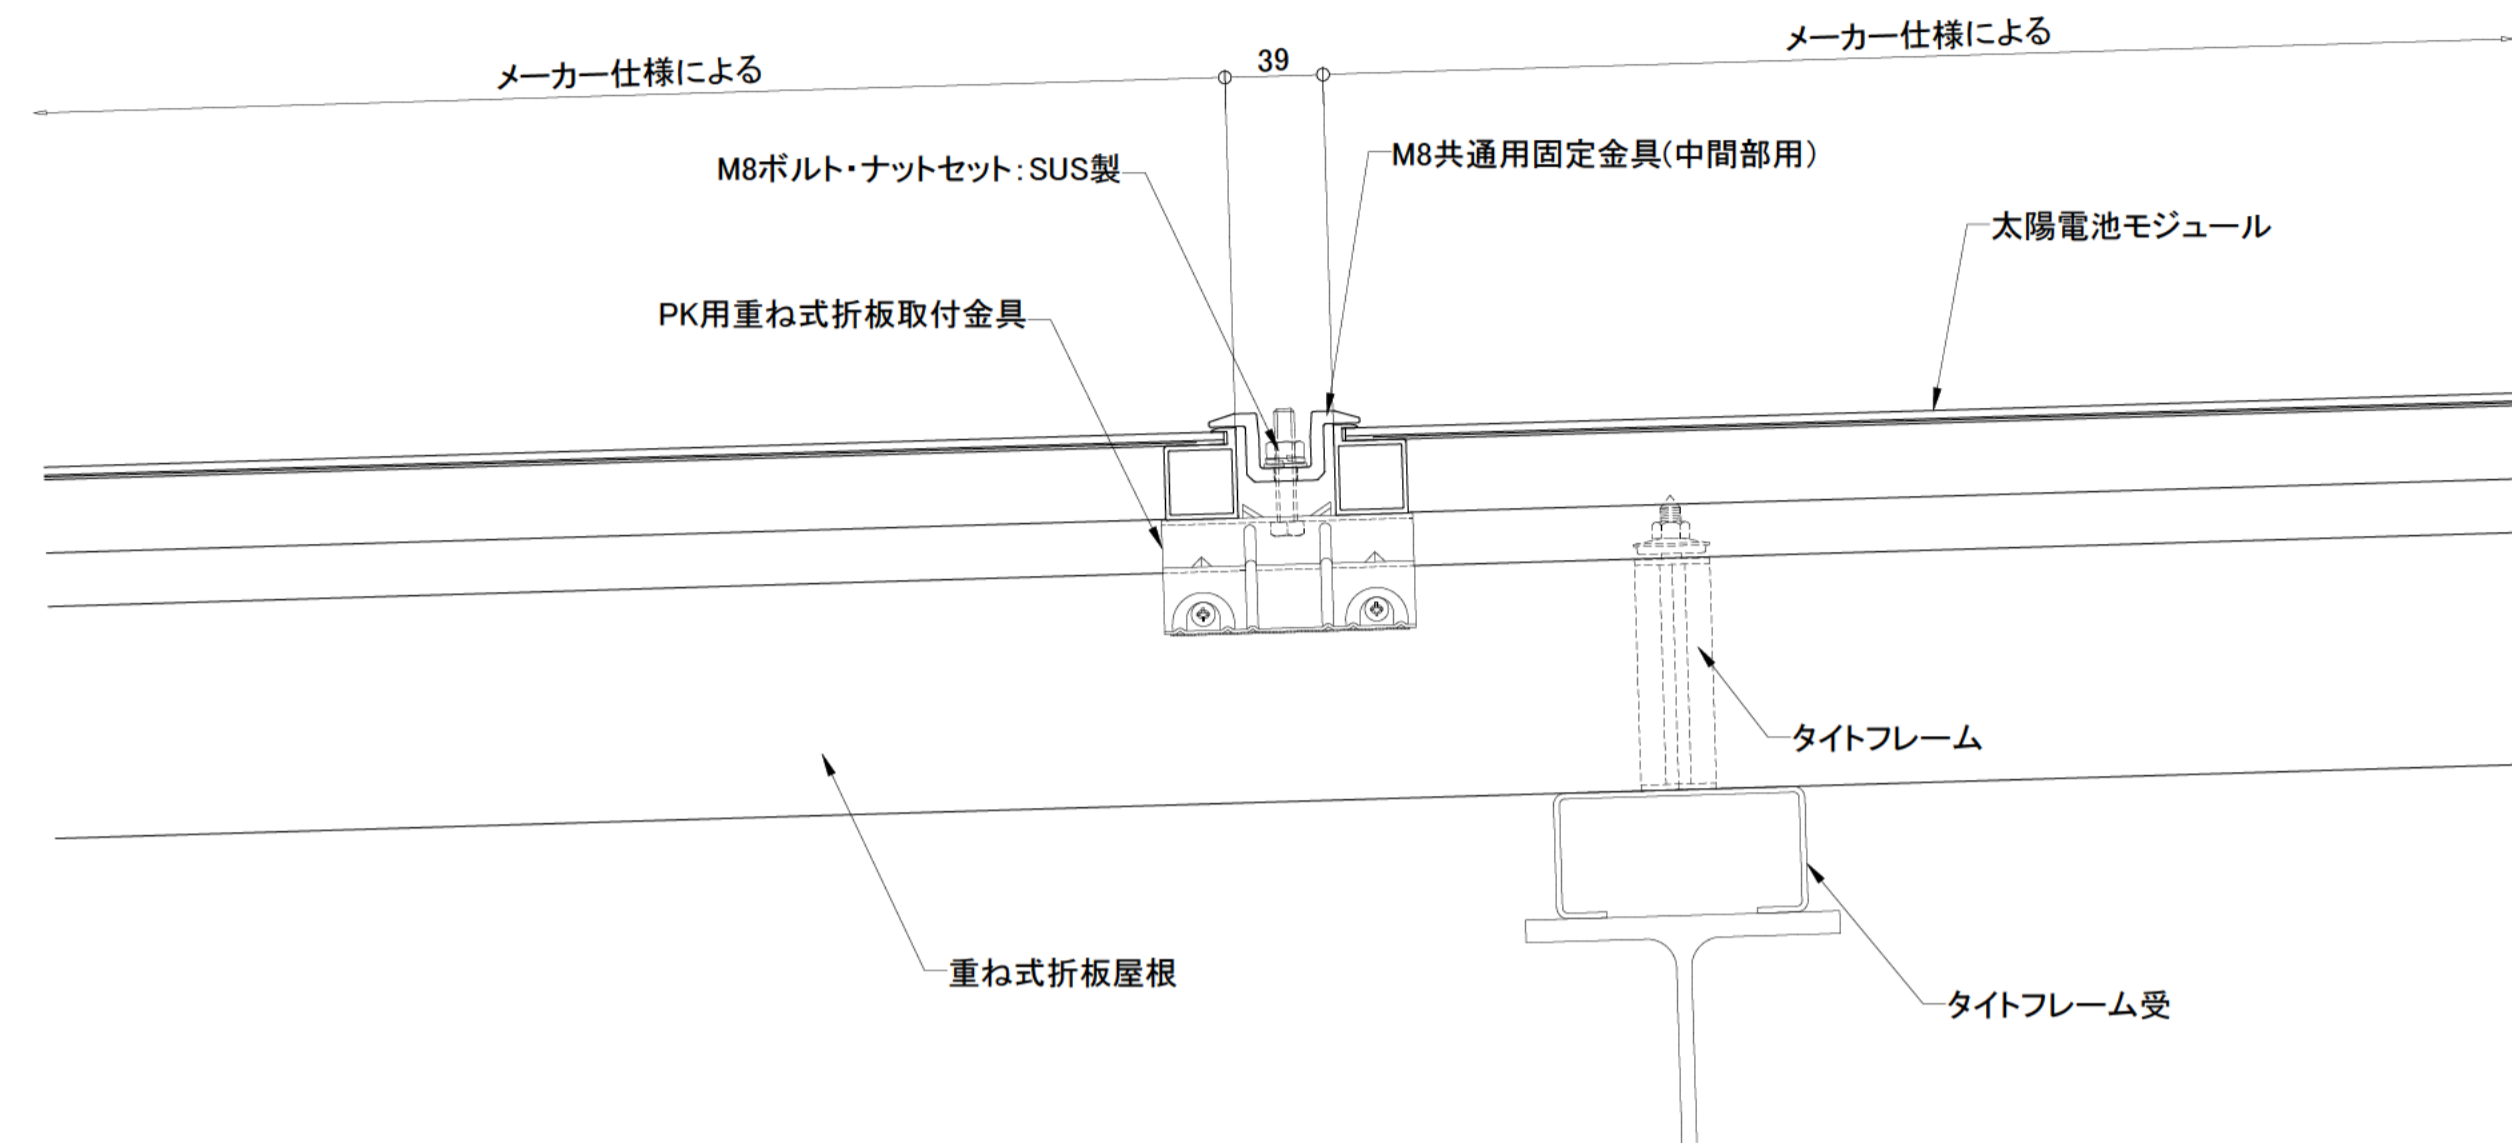 メーカー仕様による
39
メーカー仕様による
M8ボルト・ナットセット:SUS製
M8共通用固定金具(中間部用)
太陽電池モジュール
PK用重ね式折板取付金具
タイトフレーム
重ね式折板屋根
タイトフレーム受